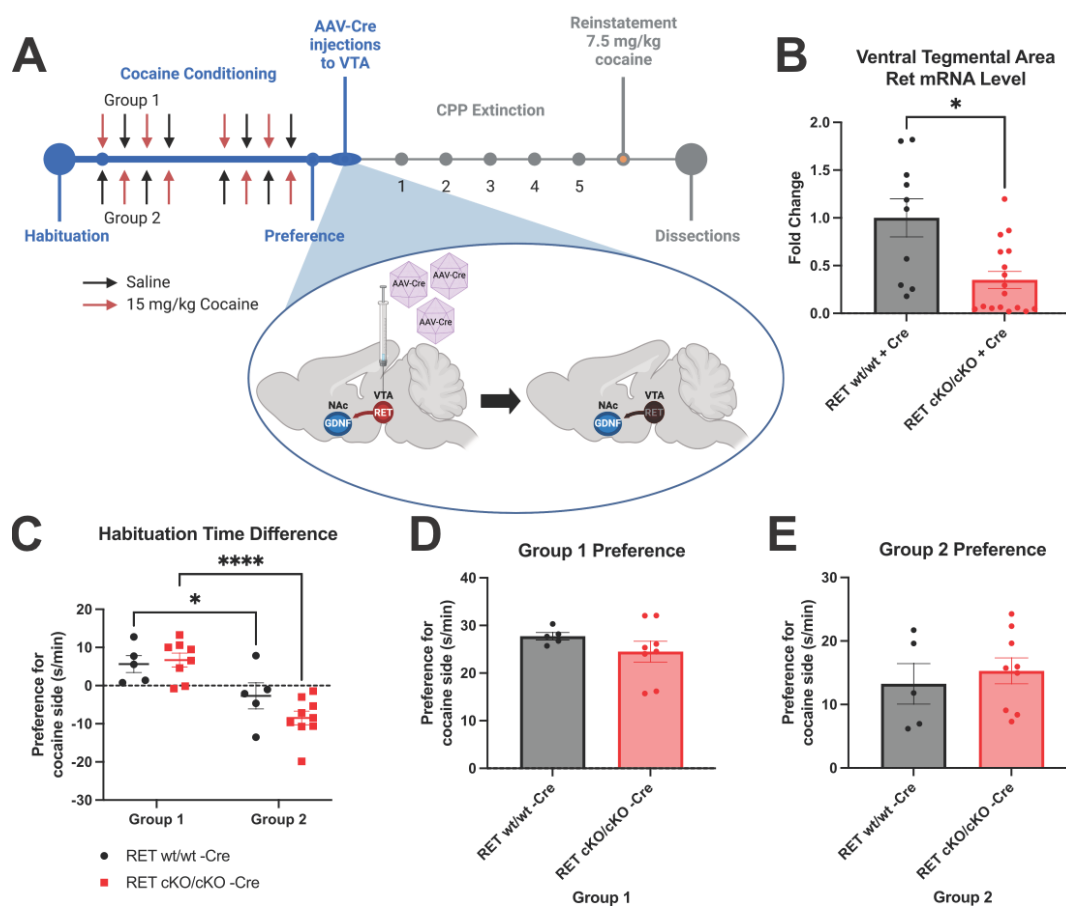 A
AAV-Cre
injections
to VTA
Reinstatement
7.5 mg/kg
cocaine
Cocaine Conditioning
Group 1
CPP Extinction
1
2
3
4
5
Group 2
Habituation
Preference
Dissections
Saline
15 mg/kg Cocaine
AAV-Cre
AAV-Cre
AAV-Cre
NAc
VTA
GDNF
RET
NAc
VTA
GDNF
RET
B
Ventral Tegmental Area
Ret mRNA Level
*
Fold Change
2.0
1.5
1.0
0.5
0.0
RET wt/wt + Cre
RET cKO/cKO + Cre
C
Habituation Time Difference
****
*
Preference for
cocaine side (s/min)
20
10
0
-10
-20
-30
Group 1
Group 2
RET wt/wt -Cre
RET cKO/cKO -Cre
D
Group 1 Preference
Preference for
cocaine side (s/min)
40
30
20
10
0
RET wt/wt -Cre
RET cKO/cKO -Cre
Group 1
E
Group 2 Preference
Preference for
cocaine side (s/min)
30
20
10
0
RET wt/wt -Cre
RET cKO/cKO -Cre
Group 2